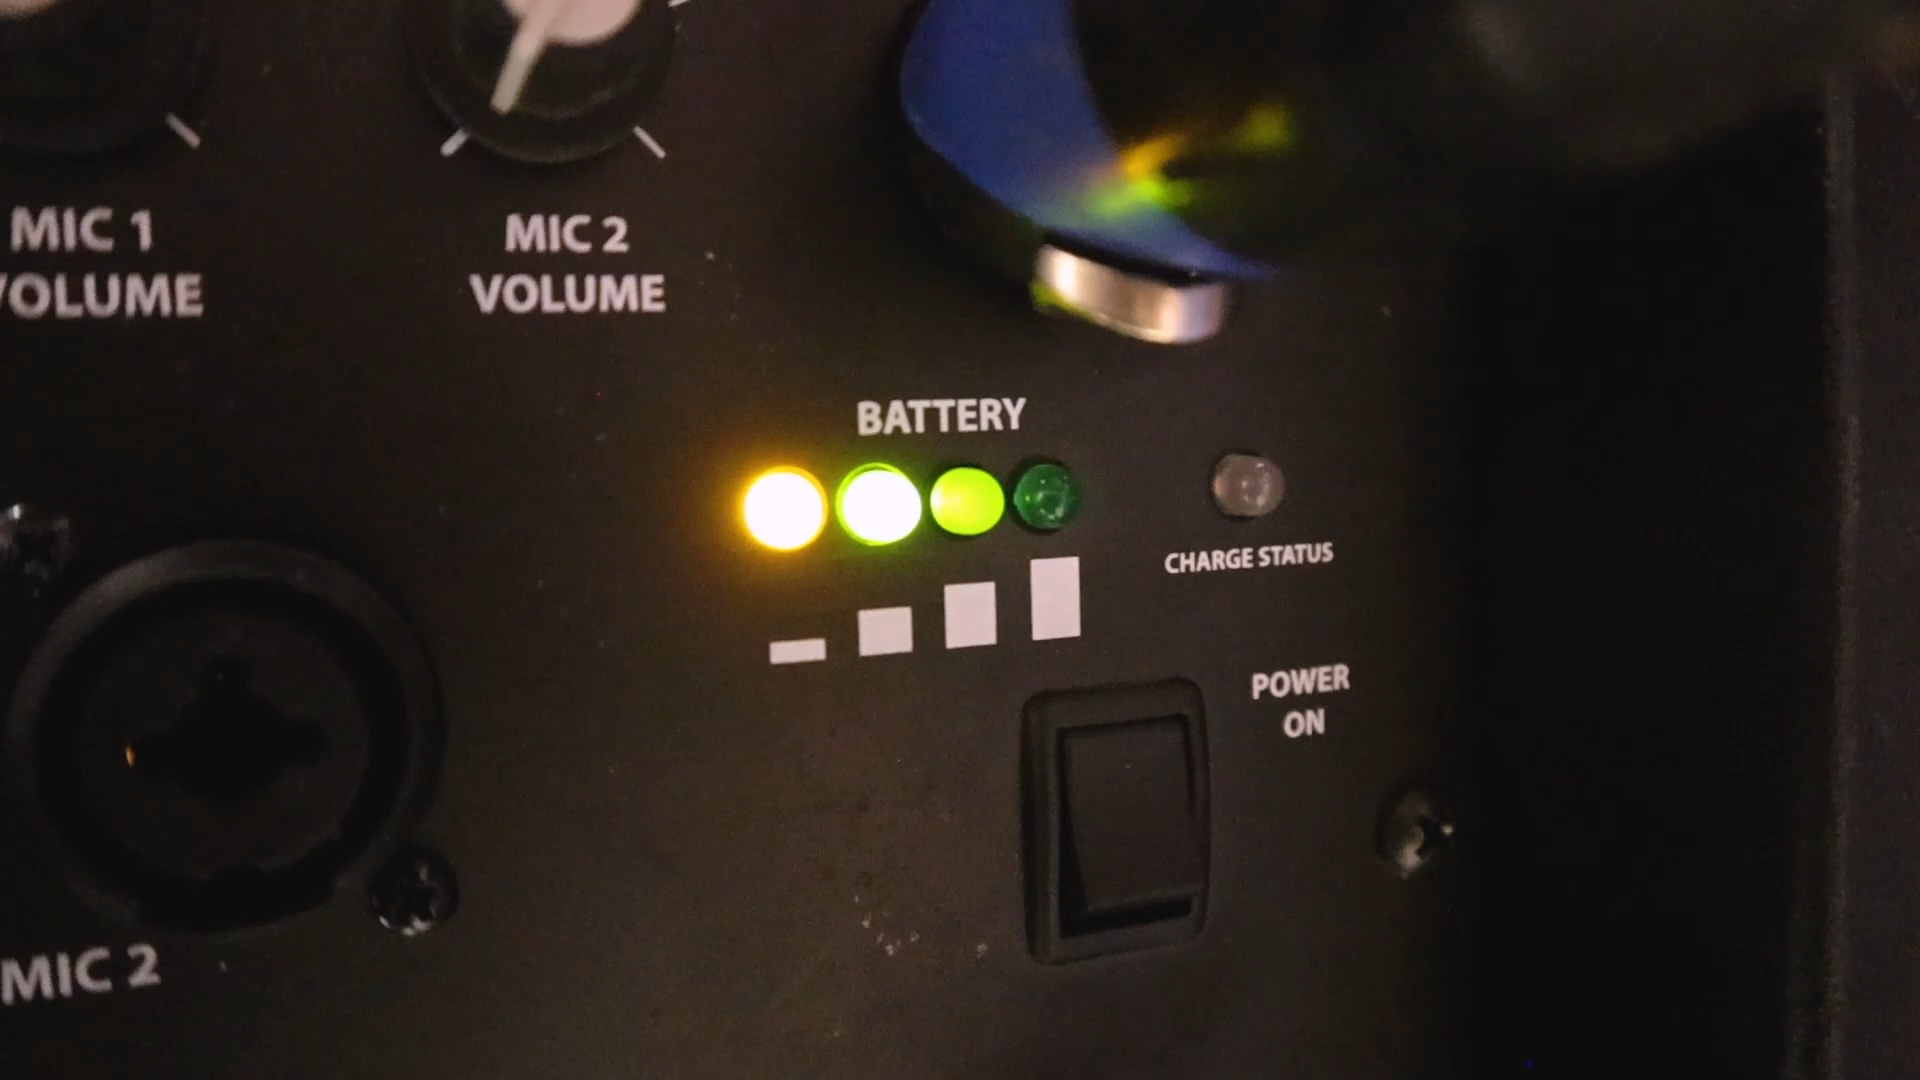 MIC 1
VOLUME
MIC 2
VOLUME
BATTERY
CHARGE STATUS
POWER
ON
MIC 2